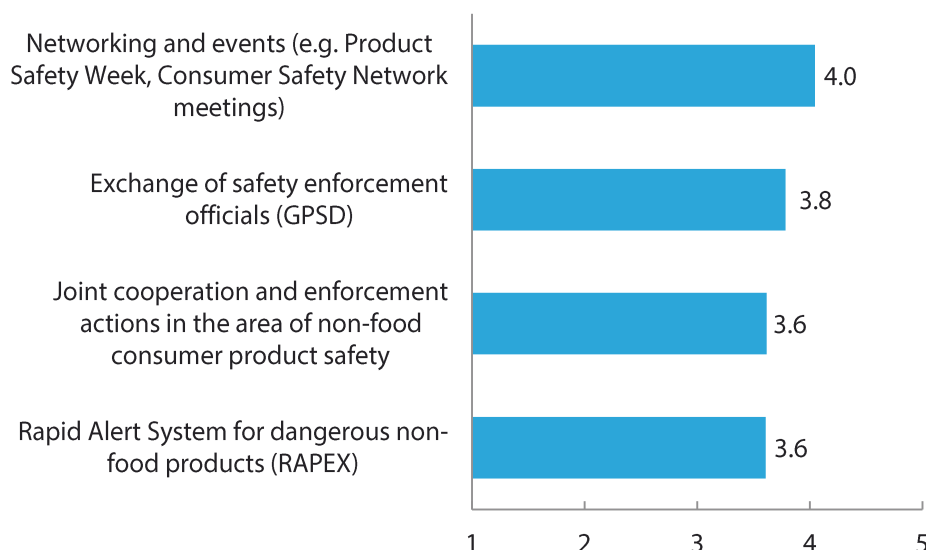 Networking and events (e.g. Product
Safety Week, Consumer Safety Network
meetings)
4.0
Exchange of safety enforcement
officials (GPSD)
3.8
Joint cooperation and enforcement
actions in the area of non-food
consumer product safety
3.6
Rapid Alert System for dangerous non-
food products (RAPEX)
3.6
1 2 3 4 5